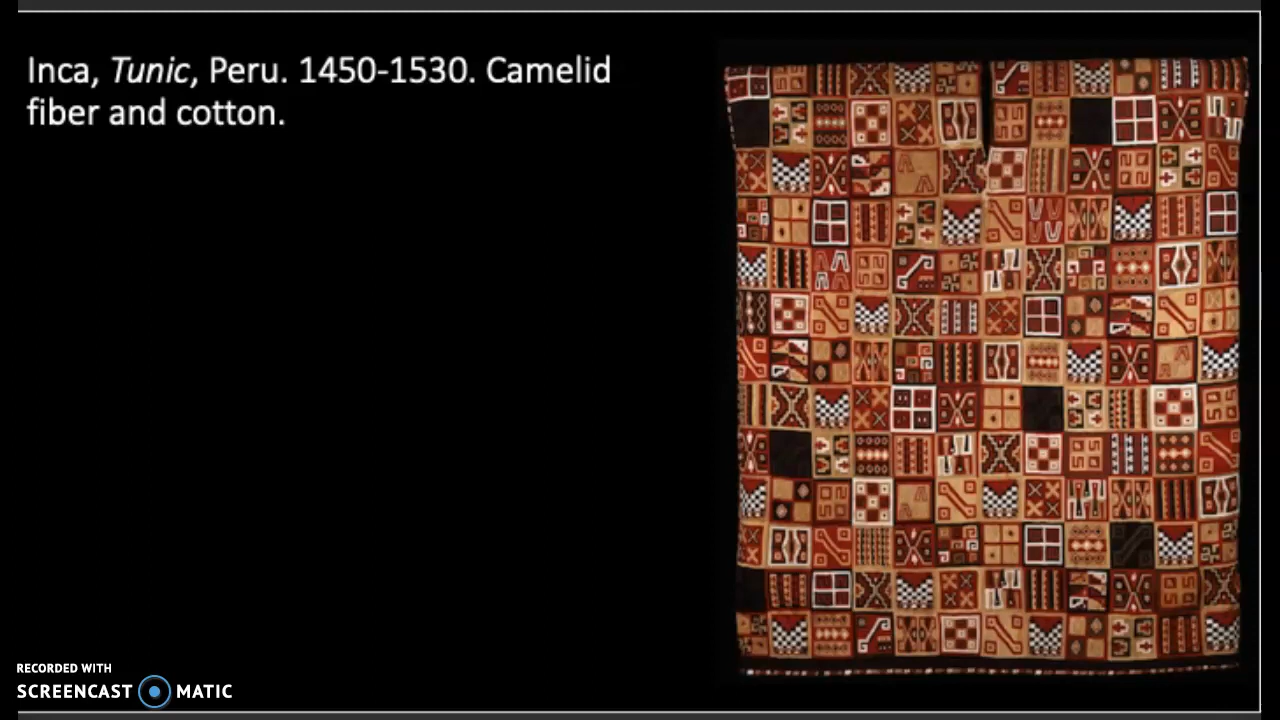 Inca, Tunic, Peru. 1450-1530. Camelid
fiber and cotton.
RECORDED WITH
SCREENCAST MATIC